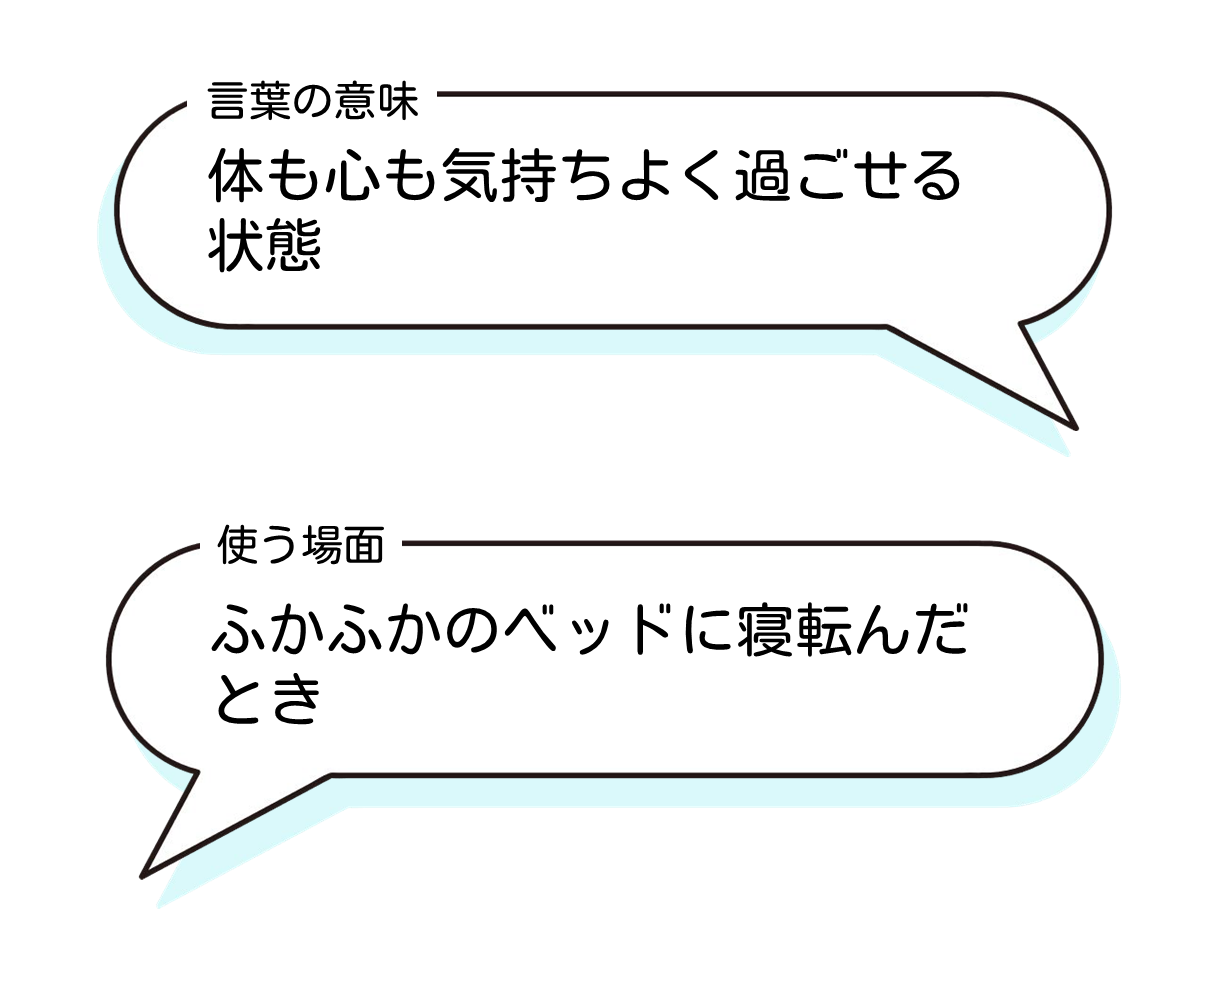 言葉の意味
体も心も気持ちよく過ごせる
状態
使う場面
ふかふかのベッドに寝転んだ
とき